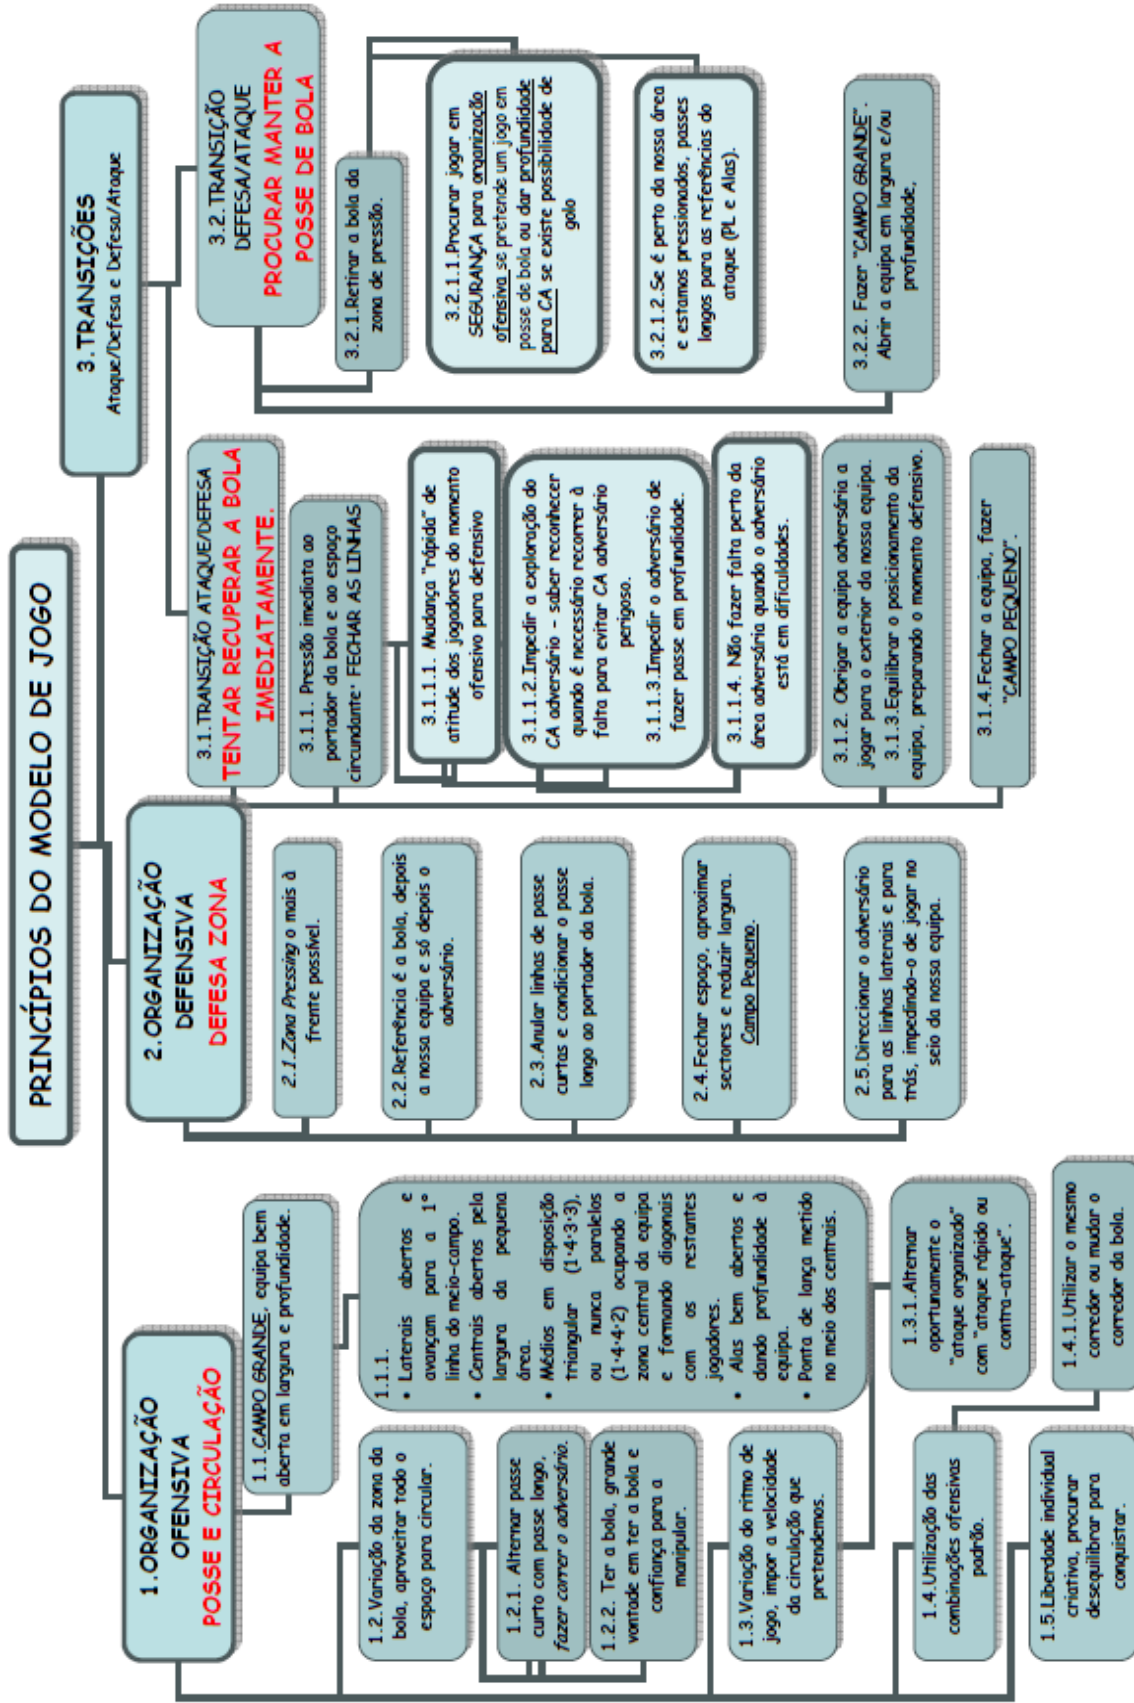 PRINCÍPIOS DO MODELO DE JOGO
1.ORGANIZAÇÃO
OFENSIVA
POSSE E CIRCULAÇÃO
1.1.CAMPO GRANDE, equipa bem
aberta em largura e profundidade.
1.1.1.
• Laterais abertos e
avançam para a 1º
linha do meio-campo.
• Centrais abertos pela
largura da pequena
área.
• Médios em disposição
triangular (1·4·3·3),
ou nunca paralelos
(1·4·4·2) ocupando a
zona central da equipa
e formando diagonais
com os restantes
jogadores.
• Alas bem abertos e
dando profundidade à
equipa.
• Ponta de lança metido
no meio dos centrais.
1.2.Variação da zona da
bola, aproveitar todo o
espaço para circular.
1.2.1. Alternar passe
curto com passe longo,
fazer correr o adversário.
1.2.2. Ter a bola, grande
vontade em ter a bola e
confiança para a
manipular.
1.3.Variação do ritmo de
jogo, impor a velocidade
da circulação que
pretendemos.
1.3.1.Alternar
oportunamente o
"ataque organizado"
com "ataque rápido ou
contra-ataque".
1.4.Utilização das
combinações ofensivas
padrão.
1.4.1.Utilizar o mesmo
corredor ou mudar o
corredor da bola.
1.5.Liberdade individual
criativa, procurar
desequilibrar para
conquistar.
2.ORGANIZAÇÃO
DEFENSIVA
DEFESA ZONA
2.1.Zona Pressing o mais à
frente possível.
2.2.Referência é a bola, depois
a nossa equipa e só depois o
adversário.
2.3.Anular linhas de passe
curtas e condicionar o passe
longo ao portador da bola.
2.4.Fechar espaço, aproximar
sectores e reduzir largura.
Campo Pequeno.
2.5.Direccionar o adversário
para as linhas laterais e para
trás, impedindo-o de jogar no
seio da nossa equipa.
3.TRANSIÇÕES
Ataque/Defesa e Defesa/Ataque
3.1.TRANSIÇÃO ATAQUE/DEFESA
TENTAR RECUPERAR A BOLA
IMEDIATAMENTE.
3.1.1. Pressão imediata ao
portador da bola e ao espaço
circundante· FECHAR AS LINHAS
3.1.1.1. Mudança "rápida" de
atitude dos jogadores do momento
ofensivo para defensivo
3.1.1.2.Impedir a exploração do
CA adversário - saber reconhecer
quando é necessário recorrer à
falta para evitar CA adversário
perigoso.
3.1.1.3.Impedir o adversário de
fazer passe em profundidade.
3.1.1.4. Não fazer falta perto da
área adversária quando o adversário
está em dificuldades.
3.1.2. Obrigar a equipa adversária a
jogar para o exterior da nossa equipa.
3.1.3.Equilibrar o posicionamento da
equipa, preparando o momento defensivo.
3.1.4.Fechar a equipa, fazer
"CAMPO PEQUENO".
3.2. TRANSIÇÃO
DEFESA/ATAQUE
PROCURAR MANTER A
POSSE DE BOLA
3.2.1.Retirar a bola da
zona de pressão.
3.2.1.1.Procurar jogar em
SEGURANÇA para organização
ofensiva se pretende um jogo em
posse de bola ou dar profundidade
para CA se existe possibilidade de
golo
3.2.1.2.Se é perto da nossa área
e estamos pressionados, passes
longos para as referências do
ataque (PL e Alas).
3.2.2. Fazer "CAMPO GRANDE".
Abrir a equipa em largura e/ou
profundidade,